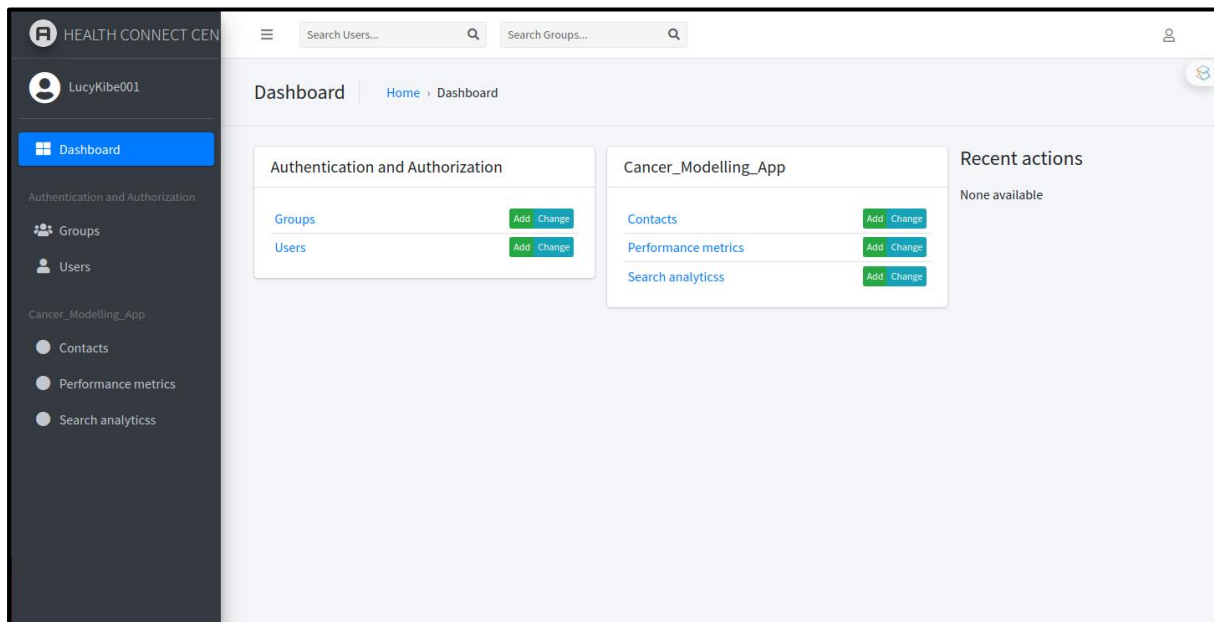 HEALTH CONNECT CEN
Search Users...
Search Groups...
LucyKibe001
Dashboard
Home › Dashboard
Dashboard
Authentication and Authorization
Groups
Users
Cancer_Modelling_App
Contacts
Performance metrics
Search analyticss
Authentication and Authorization
Groups Add Change
Users Add Change
Cancer_Modelling_App
Contacts Add Change
Performance metrics Add Change
Search analyticss Add Change
Recent actions
None available